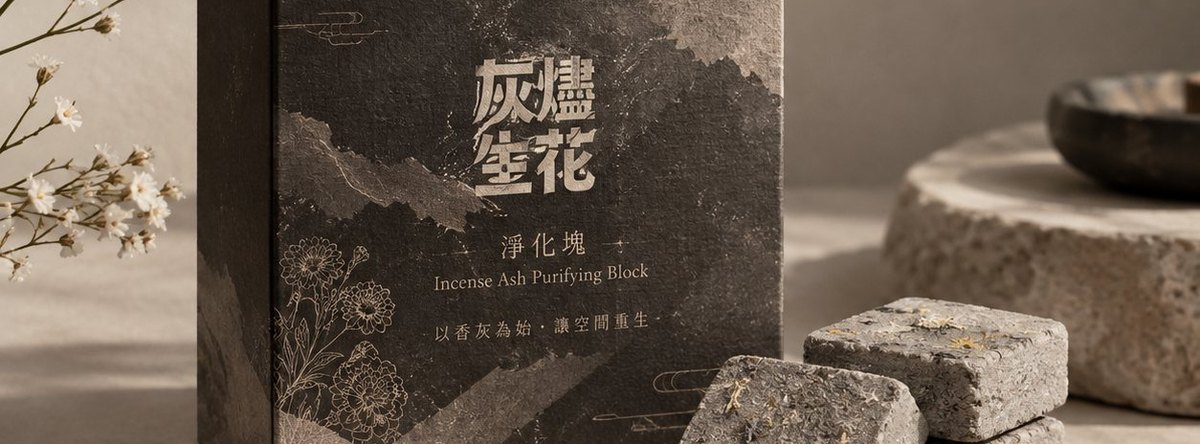 灰燼
生花
淨化塊
Incense Ash Purifying Block
以香灰為始・讓空間重生